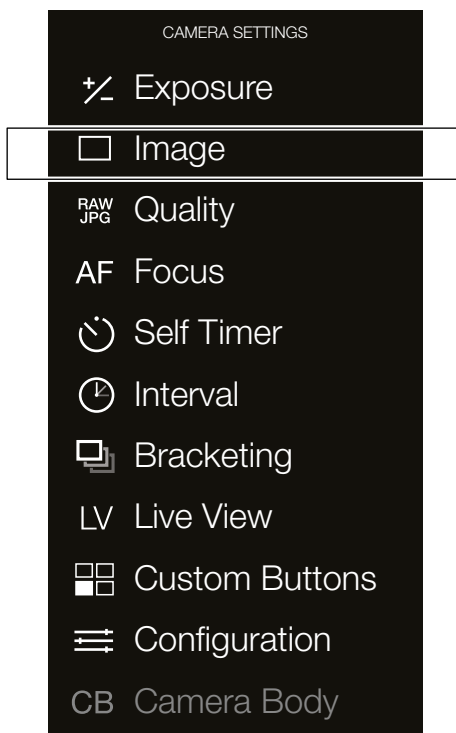 CAMERA SETTINGS
Exposure
Image
RAW JPG Quality
AF Focus
Self Timer
Interval
Bracketing
LV Live View
Custom Buttons
Configuration
CB Camera Body